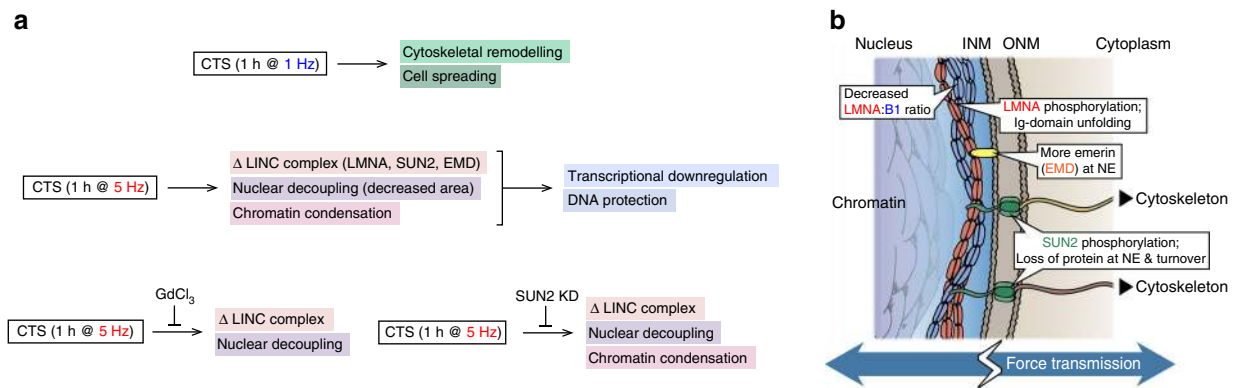 a
CTS (1 h @ 1 Hz)
Cytoskeletal remodelling
Cell spreading
CTS (1 h @ 5 Hz)
Δ LINC complex (LMNA, SUN2, EMD)
Nuclear decoupling (decreased area)
Chromatin condensation
Transcriptional downregulation
DNA protection
GdCl₃
CTS (1 h @ 5 Hz)
Δ LINC complex
Nuclear decoupling
SUN2 KD
CTS (1 h @ 5 Hz)
Δ LINC complex
Nuclear decoupling
Chromatin condensation
b
Nucleus INM ONM Cytoplasm
Decreased
LMNA:B1 ratio
LMNA phosphorylation;
Ig-domain unfolding
More emerin
(EMD) at NE
Chromatin
Cytoskeleton
SUN2 phosphorylation;
Loss of protein at NE & turnover
Cytoskeleton
Force transmission